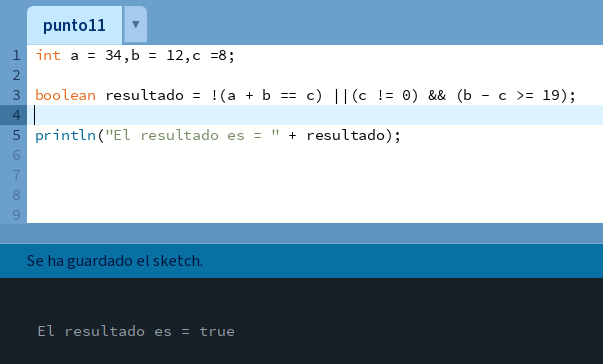 punto11 ▼
1 int a = 34,b = 12,c =8;
2
3 boolean resultado = !(a + b == c) ||(c != 0) && (b - c >= 19);
4
5 println("El resultado es = " + resultado);
6
7
8
9
Se ha guardado el sketch.
El resultado es = true